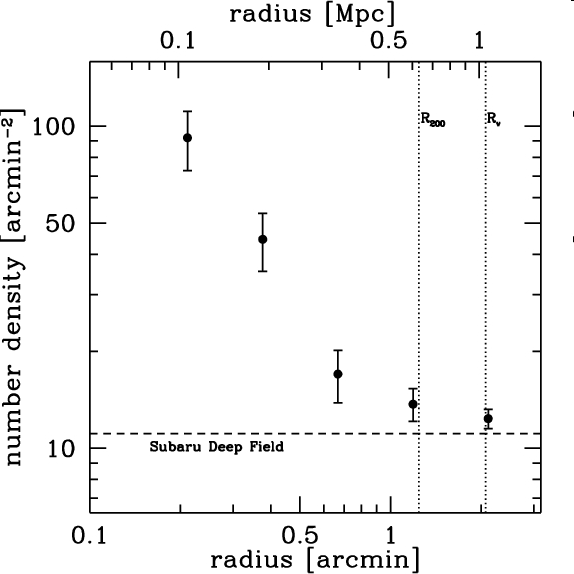 radius [Mpc]
0.1 0.5 1
number density [arcmin−2]
100
50
10
R200
Rv
Subaru Deep Field
0.1 0.5 1
radius [arcmin]